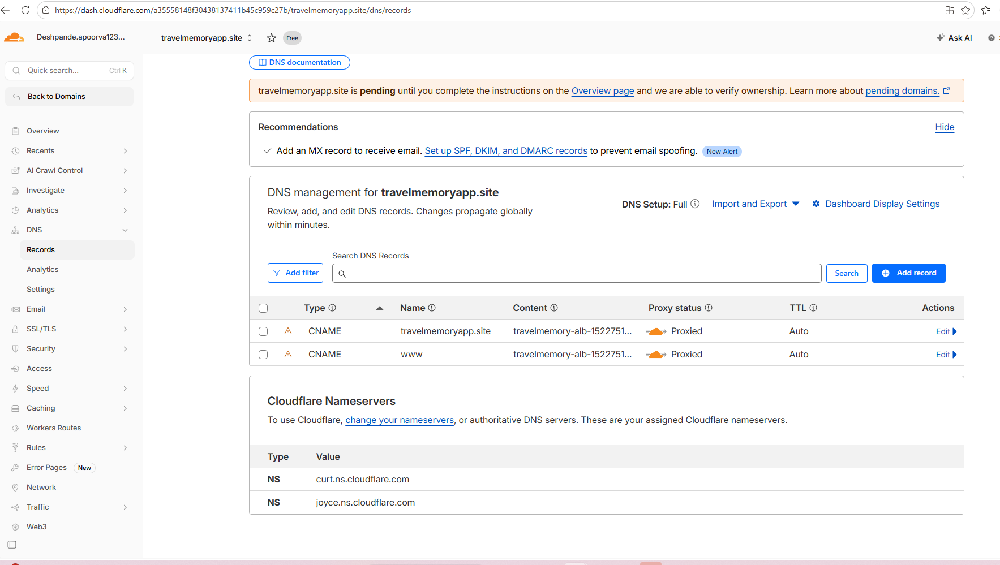 https://dash.cloudflare.com/a35558148f30438137411b45c959c27b/travelmemoryapp.site/dns/records
Deshpande.apoorva123...
travelmemoryapp.site
Free
Ask AI
Quick search...
Ctrl K
Back to Domains
Overview
Recents
AI Crawl Control
Investigate
Analytics
DNS
Records
Analytics
Settings
Email
SSL/TLS
Security
Access
Speed
Caching
Workers Routes
Rules
Error Pages New
Network
Traffic
Web3
DNS documentation
travelmemoryapp.site is pending until you complete the instructions on the Overview page and we are able to verify ownership. Learn more about pending domains.
Recommendations
Hide
Add an MX record to receive email. Set up SPF, DKIM, and DMARC records to prevent email spoofing. New Alert
DNS management for travelmemoryapp.site
Review, add, and edit DNS records. Changes propagate globally
within minutes.
DNS Setup: Full
Import and Export
Dashboard Display Settings
Search DNS Records
Add filter
Search
Add record
Type Name Content Proxy status TTL Actions
CNAME travelmemoryapp.site travelmemory-alb-1522751... Proxied Auto Edit
CNAME www travelmemory-alb-1522751... Proxied Auto Edit
Cloudflare Nameservers
To use Cloudflare, change your nameservers, or authoritative DNS servers. These are your assigned Cloudflare nameservers.
Type Value
NS curt.ns.cloudflare.com
NS joyce.ns.cloudflare.com